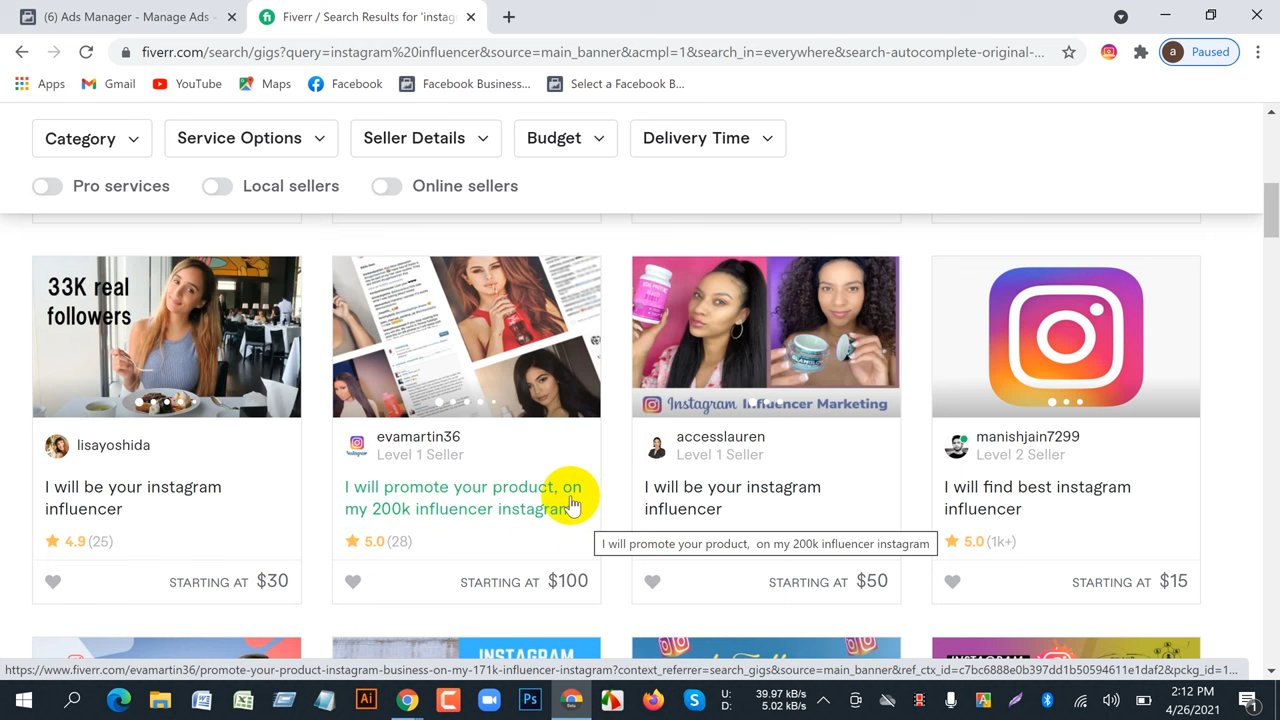 (6) Ads Manager - Manage Ads -
Fiverr / Search Results for 'instag
fiverr.com/search/gigs?query=instagram%20influencer&source=main_banner&acmpl=1&search_in=everywhere&search-autocomplete-original-...
a Paused
Apps Gmail YouTube Maps Facebook Facebook Business... Select a Facebook B...
Category Service Options Seller Details Budget Delivery Time
Pro services Local sellers Online sellers
33K real
followers
Instagram Influencer Marketing
lisayoshida
I will be your instagram
influencer
4.9 (25)
STARTING AT $30
evamartin36
Level 1 Seller
I will promote your product, on
my 200k influencer instagram
5.0 (28)
STARTING AT $100
accesslauren
Level 1 Seller
I will be your instagram
influencer
STARTING AT $50
manishjain7299
Level 2 Seller
I will find best instagram
influencer
5.0 (1k+)
STARTING AT $15
I will promote your product, on my 200k influencer instagram
INSTAGRAM
https://www.fiverr.com/evamartin36/promote-your-product-instagram-business-on-my-171k-influencer-instagram?context_referrer=search_gigs&source=main_banner&ref_ctx_id=c7bc6888e0b397dd1b5059461e1daf2&pckg_id=1...
U: 39.97 kB/s
D: 5.02 kB/s
2:12 PM
4/26/2021